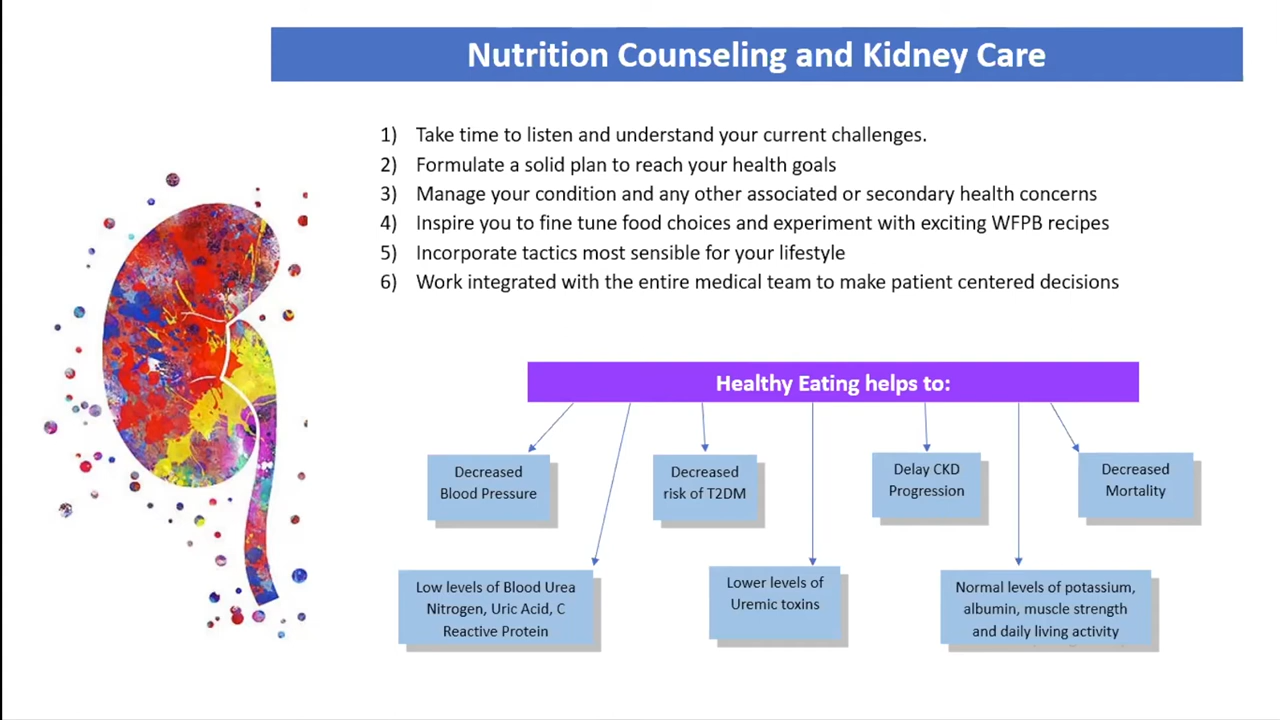 Nutrition Counseling and Kidney Care
1) Take time to listen and understand your current challenges.
2) Formulate a solid plan to reach your health goals
3) Manage your condition and any other associated or secondary health concerns
4) Inspire you to fine tune food choices and experiment with exciting WFPB recipes
5) Incorporate tactics most sensible for your lifestyle
6) Work integrated with the entire medical team to make patient centered decisions
Healthy Eating helps to:
Decreased
Blood Pressure
Decreased
risk of T2DM
Delay CKD
Progression
Decreased
Mortality
Low levels of Blood Urea
Nitrogen, Uric Acid, C
Reactive Protein
Lower levels of
Uremic toxins
Normal levels of potassium,
albumin, muscle strength
and daily living activity